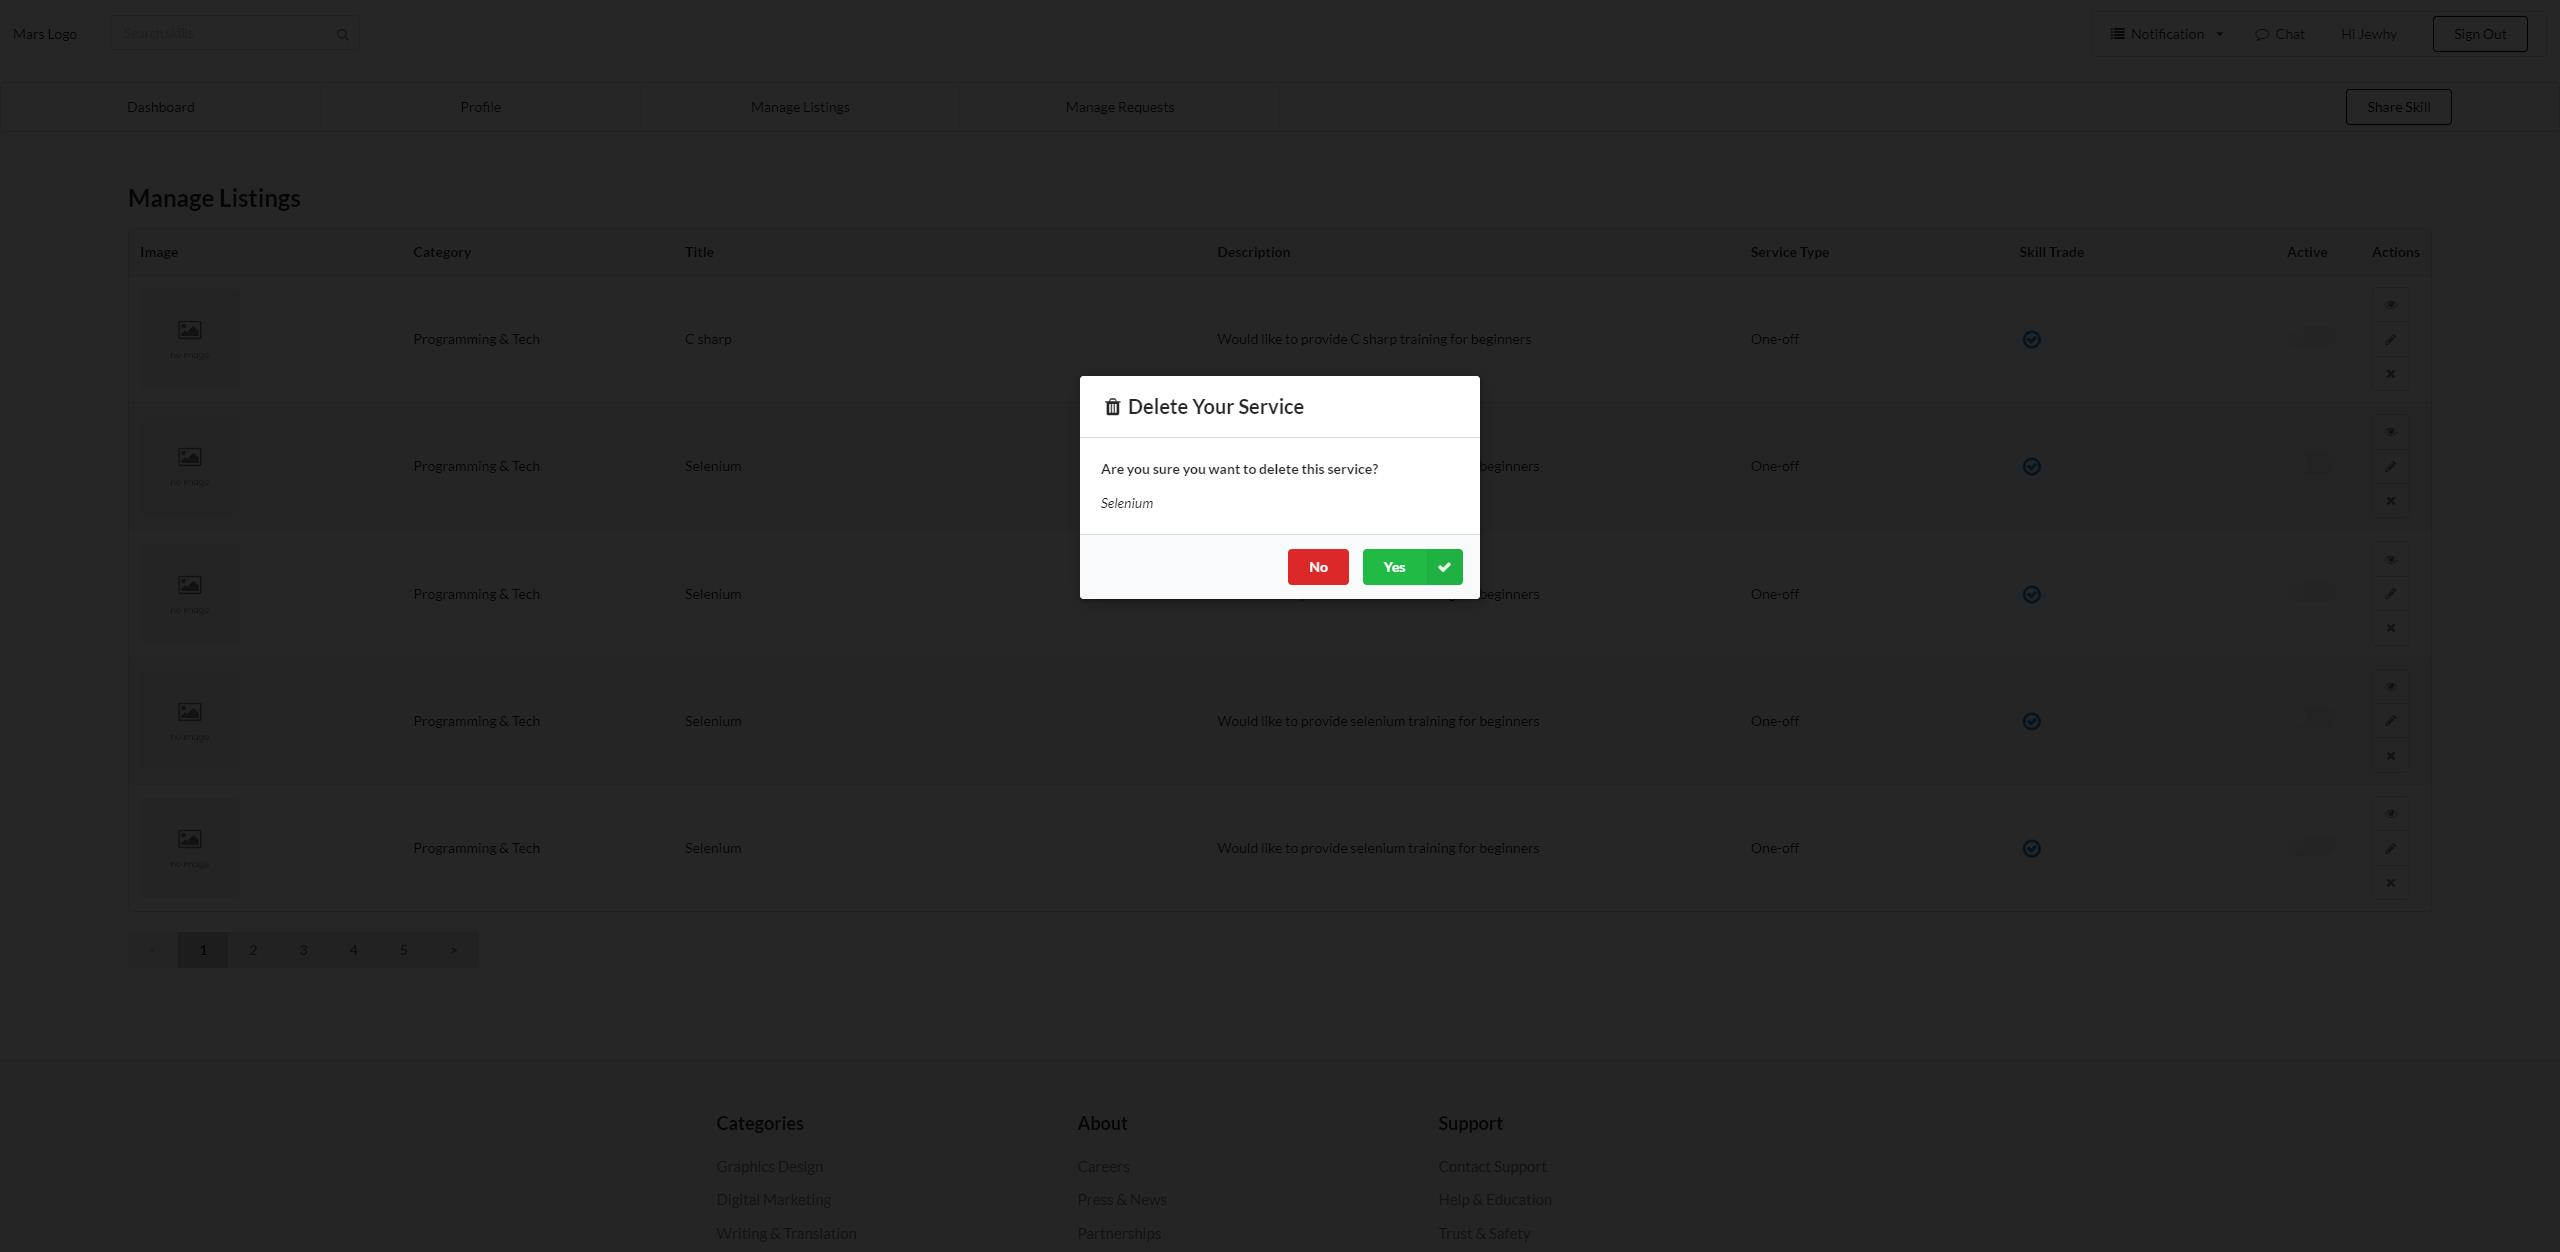 Mars Logo Search skills Notification Chat Hi Jewhy Sign Out
Dashboard Profile Manage Listings Manage Requests Share Skill
Manage Listings
Image Category Title Description Service Type Skill Trade Active Actions
no image Programming & Tech C sharp Would like to provide C sharp training for beginners One-off
Delete Your Service
Are you sure you want to delete this service?
Selenium
No Yes
no image Programming & Tech Selenium beginners One-off
no image Programming & Tech Selenium beginners One-off
no image Programming & Tech Selenium Would like to provide selenium training for beginners One-off
no image Programming & Tech Selenium Would like to provide selenium training for beginners One-off
< 1 2 3 4 5 >
Categories About Support
Graphics Design Careers Contact Support
Digital Marketing Press & News Help & Education
Writing & Translation Partnerships Trust & Safety